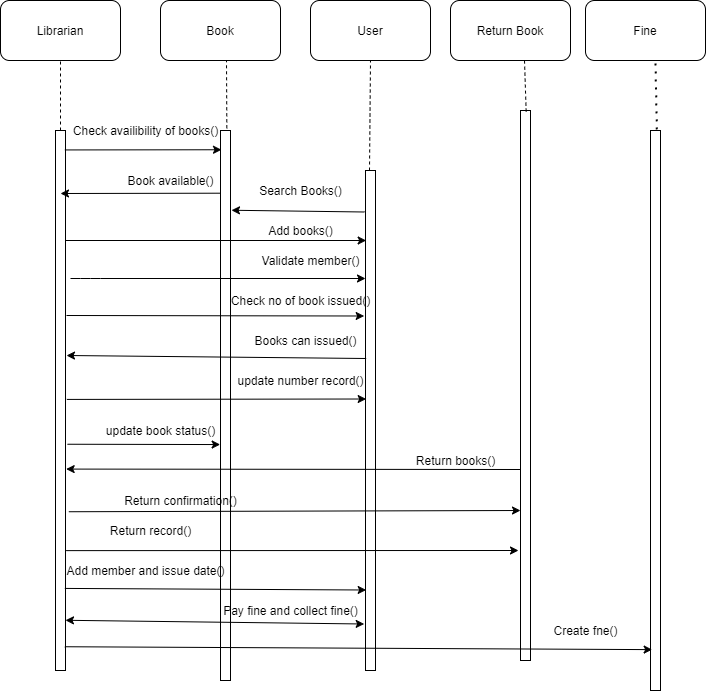 Librarian
Book
User
Return Book
Fine
Check availibility of books()
Book available()
Search Books()
Add books()
Validate member()
Check no of book issued()
Books can issued()
update number record()
update book status()
Return books()
Return confirmation()
Return record()
Add member and issue date()
Pay fine and collect fine()
Create fne()